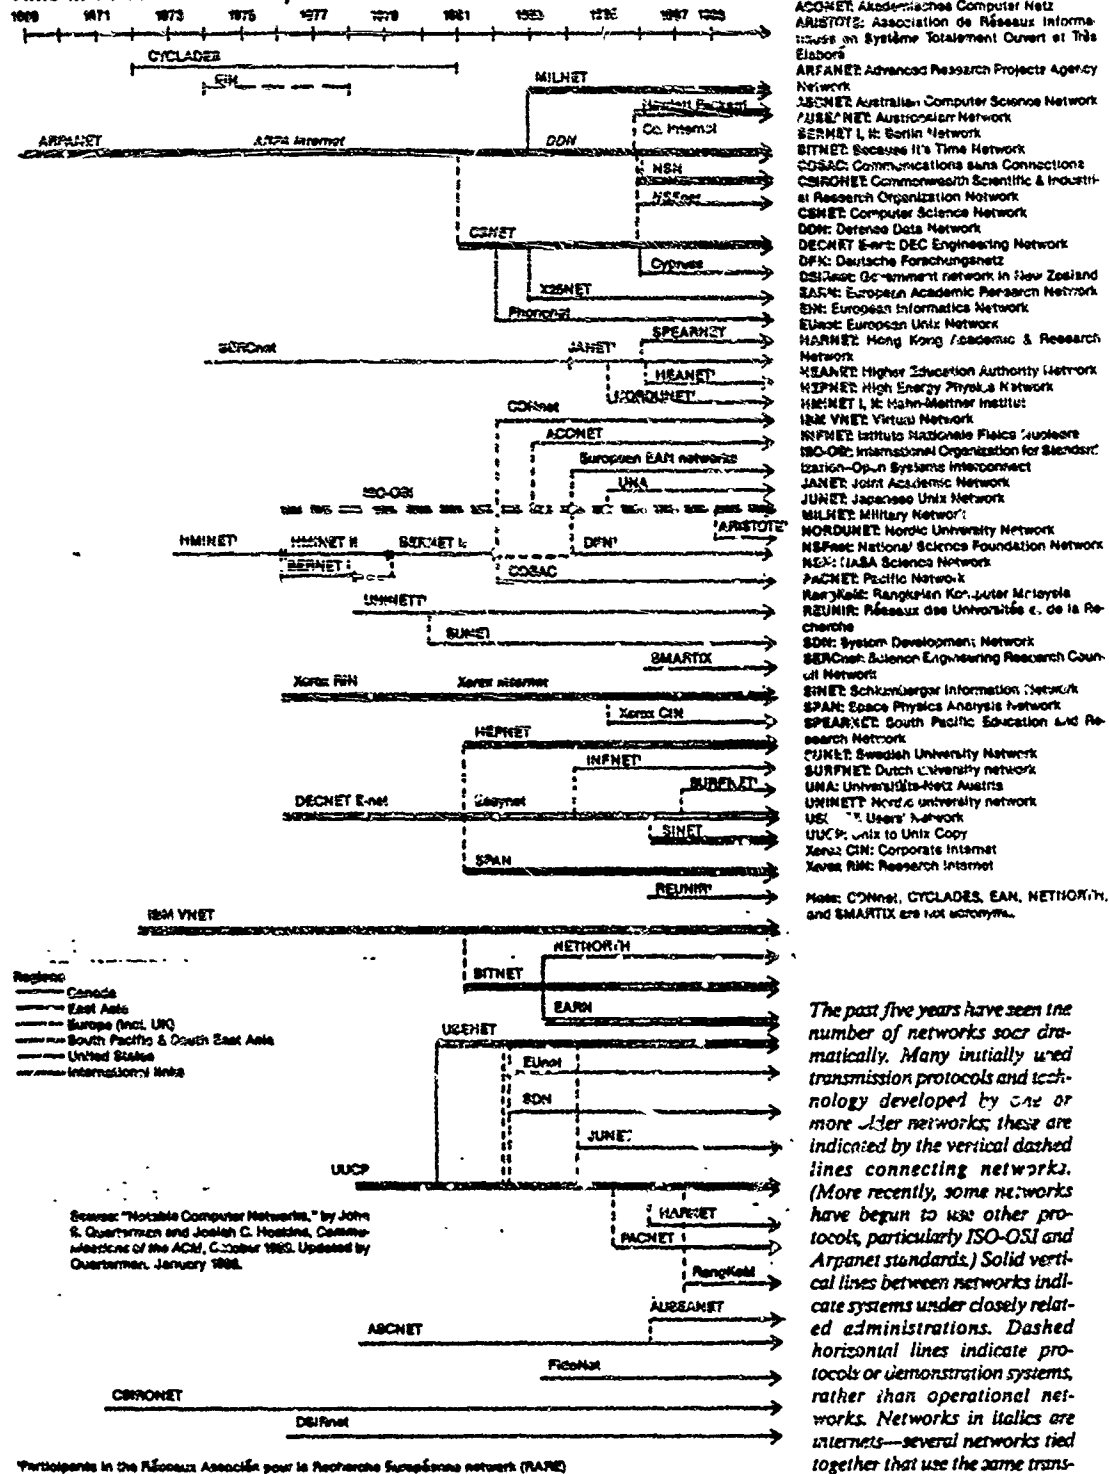 1969 1971 1973 1975 1977 1979 1981 1983 1987
CYCLADES
EIN
MILNET
Hewlett Packard
Co. Internet
ARPANET
ARPA Internet
DDN
NSN
NSFnet
CSNET
Cypress
X25NET
Phonenet
SPEARNET
SERCnet
JANET*
HEANET*
NORDUNET*
CDNnet
ACONET
European EAN networks
UNA
ISO-OSI
ARISTOTE*
HMINET*
HMINET II
BERNET II
DFN*
BERNET I
COSAC
UNINETT*
SUNET
SMARTIX
Xerox RIN
Xerox Internet
Xerox CIN
HEPNET
INFNET*
SURFNET*
DECNET E-net
Easynet
SINET
SPAN
REUNIR*
IBM VNET
NETNORTH
BITNET
EARN
Regions
Canada
East Asia
Europe (incl. UK)
South Pacific & South East Asia
United States
International links
USENET
EUnet
SDN
JUNET
UUCP
HARNET
PACNET
RangKoM
AUSEANET
ASCNET
FidoNet
CSIRONET
DSIRnet
Source: "Notable Computer Networks," by John
S. Quarterman and Josiah C. Hoskins, Commu-
nications of the ACM, October 1986. Updated by
Quarterman, January 1988.
*Participants in the Réseaux Associés pour la Recherche Européenne network (RARE)
ACONET: Akademisches Computer Netz
ARISTOTE: Association de Réseaux Informa-
tiques en Système Totalement Ouvert et Très
Elaboré
ARPANET: Advanced Research Projects Agency
Network
ASCNET: Australian Computer Science Network
AUSEANET: Austronesian Network
BERNET I, II: Berlin Network
BITNET: Because It's Time Network
COSAC: Communications sans Connections
CSIRONET: Commonwealth Scientific & Industri-
al Research Organization Network
CSNET: Computer Science Network
DDN: Defense Data Network
DECNET E-net: DEC Engineering Network
DFN: Deutsche Forschungsnetz
DSIRnet: Government network in New Zealand
EARN: European Academic Research Network
EIN: European Informatics Network
EUnet: European Unix Network
HARNET: Hong Kong Academic & Research
Network
HEANET: Higher Education Authority Network
HEPNET: High Energy Physics Network
HMINET I, II: Hahn-Meitner Institut
IBM VNET: Virtual Network
INFNET: Istituto Nazionale Fisica Nucleare
ISO-OSI: International Organization for Standard-
ization-Open Systems Interconnect
JANET: Joint Academic Network
JUNET: Japanese Unix Network
MILNET: Military Network
NORDUNET: Nordic University Network
NSFnet: National Science Foundation Network
NSN: NASA Science Network
PACNET: Pacific Network
RangKoM: Rangkaian Komputer Malaysia
REUNIR: Réseaux des Universités et de la Re-
cherche
SDN: System Development Network
SERCnet: Science Engineering Research Coun-
cil Network
SINET: Schlumberger Information Network
SPAN: Space Physics Analysis Network
SPEARNET: South Pacific Education and Re-
search Network
SUNET: Swedish University Network
SURFNET: Dutch university network
UNA: Universitäts-Netz Austria
UNINETT: Nordic university network
Users' Network
UUCP: Unix to Unix Copy
Xerox CIN: Corporate Internet
Xerox RIN: Research Internet
Note: CDNnet, CYCLADES, EAN, NETNORTH,
and SMARTIX are not acronyms.
The past five years have seen the
number of networks soar dra-
matically. Many initially used
transmission protocols and tech-
nology developed by one or
more older networks; these are
indicated by the vertical dashed
lines connecting networks.
(More recently, some networks
have begun to use other pro-
tocols, particularly ISO-OSI and
Arpanet standards.) Solid verti-
cal lines between networks indi-
cate systems under closely relat-
ed administrations. Dashed
horizontal lines indicate pro-
tocols or demonstration systems,
rather than operational net-
works. Networks in italics are
internets—several networks tied
together that use the same trans-